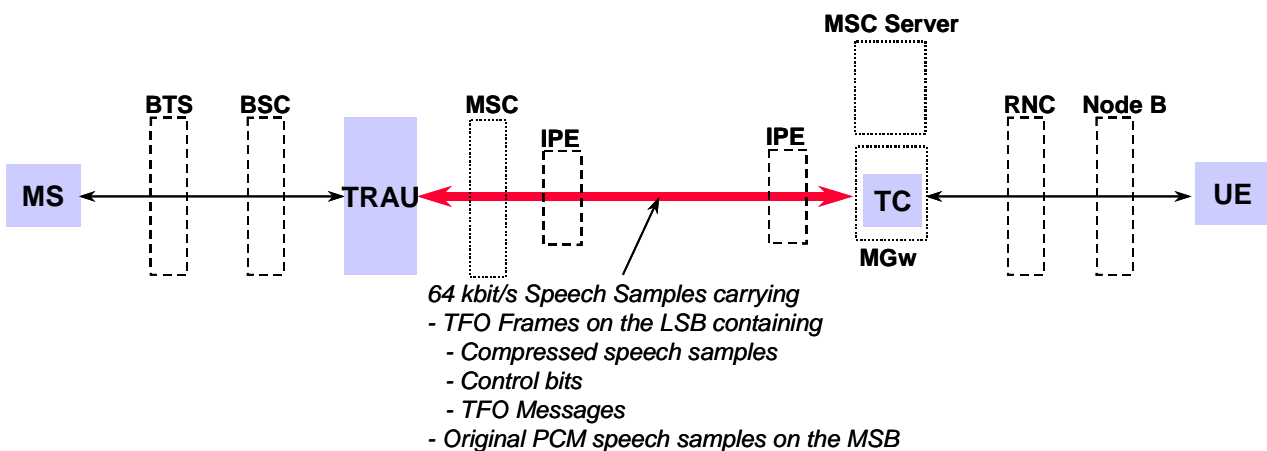 MSC Server
BTS
BSC
MSC
IPE
IPE
RNC
Node B
MS
TRAU
TC
UE
MGw
64 kbit/s Speech Samples carrying
- TFO Frames on the LSB containing
- Compressed speech samples
- Control bits
- TFO Messages
- Original PCM speech samples on the MSB